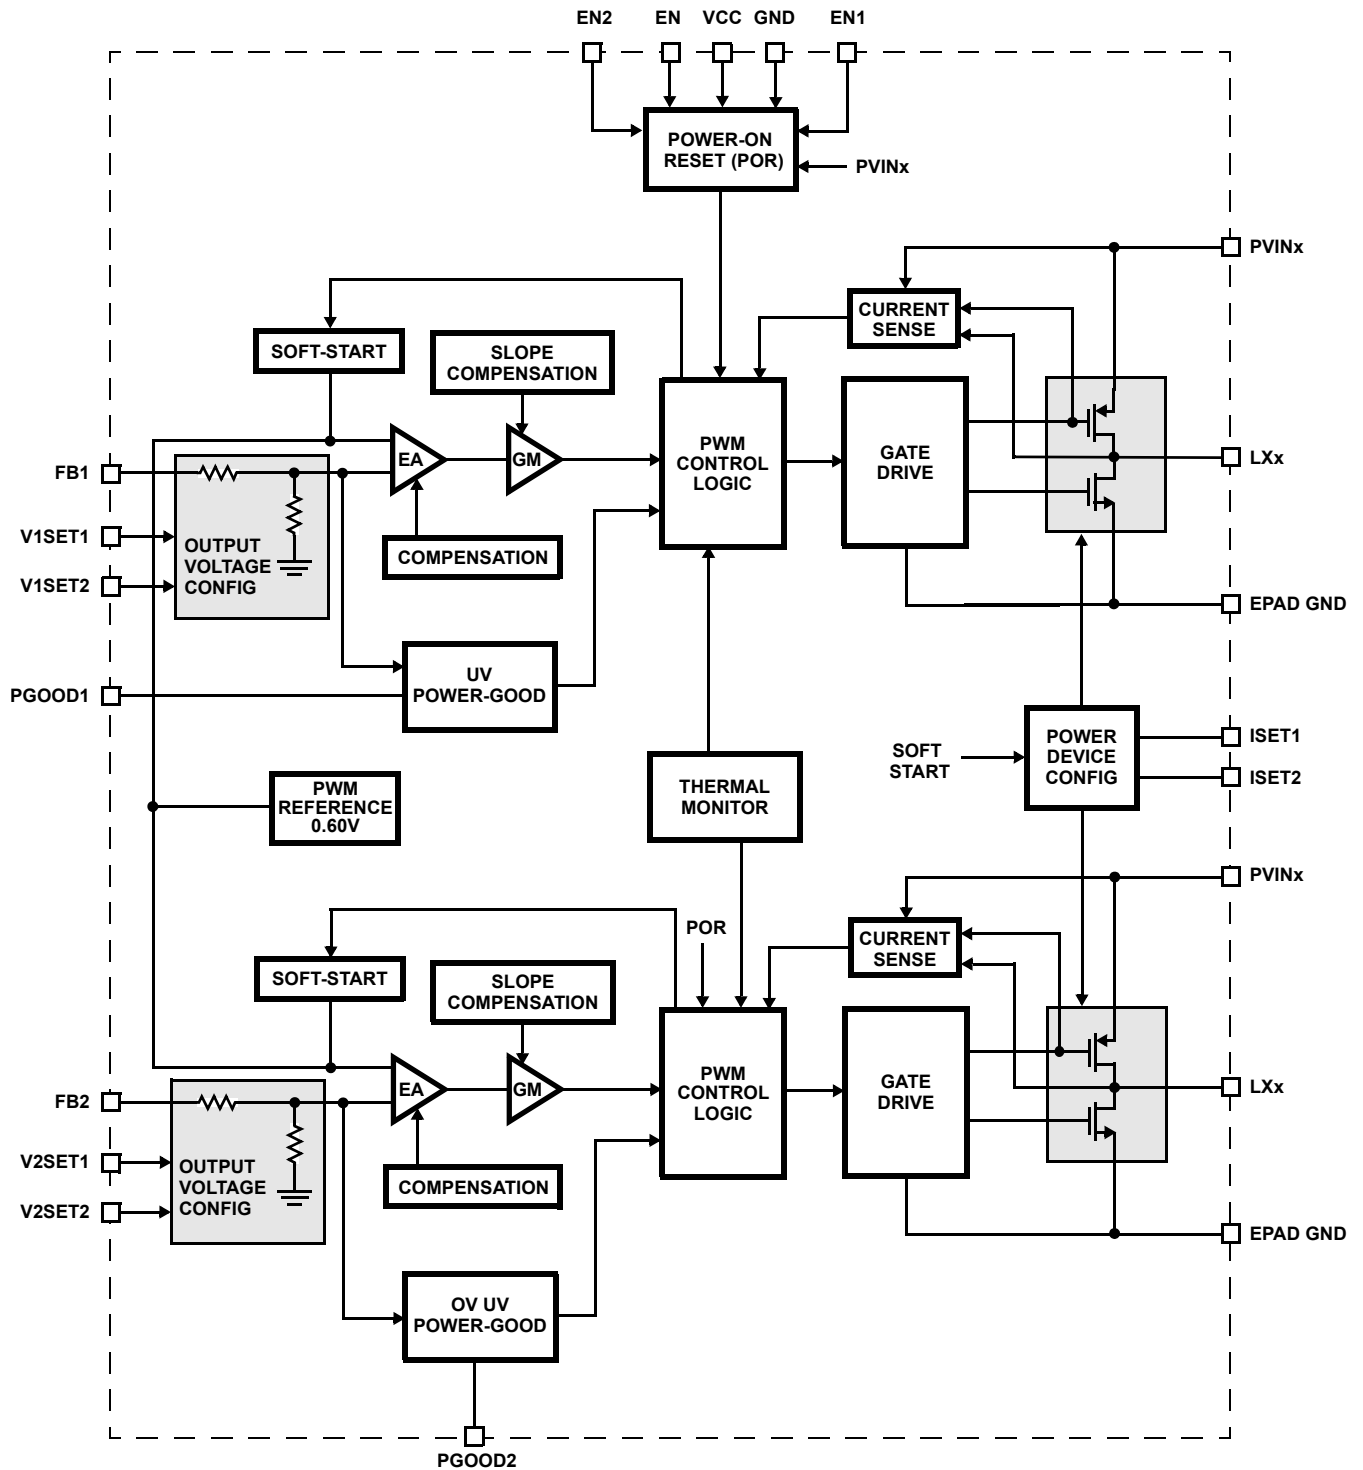 EN2 EN VCC GND EN1
POWER-ON
RESET (POR)
PVINx
PVINx
CURRENT
SENSE
SOFT-START
SLOPE
COMPENSATION
PWM
CONTROL
LOGIC
GATE
DRIVE
EA
GM
LXx
FB1
V1SET1
V1SET2
OUTPUT
VOLTAGE
CONFIG
COMPENSATION
EPAD GND
UV
POWER-GOOD
PGOOD1
POWER
DEVICE
CONFIG
ISET1
ISET2
SOFT
START
THERMAL
MONITOR
PWM
REFERENCE
0.60V
PVINx
POR
CURRENT
SENSE
SOFT-START
SLOPE
COMPENSATION
PWM
CONTROL
LOGIC
GATE
DRIVE
EA
GM
LXx
FB2
V2SET1
V2SET2
OUTPUT
VOLTAGE
CONFIG
COMPENSATION
EPAD GND
OV UV
POWER-GOOD
PGOOD2